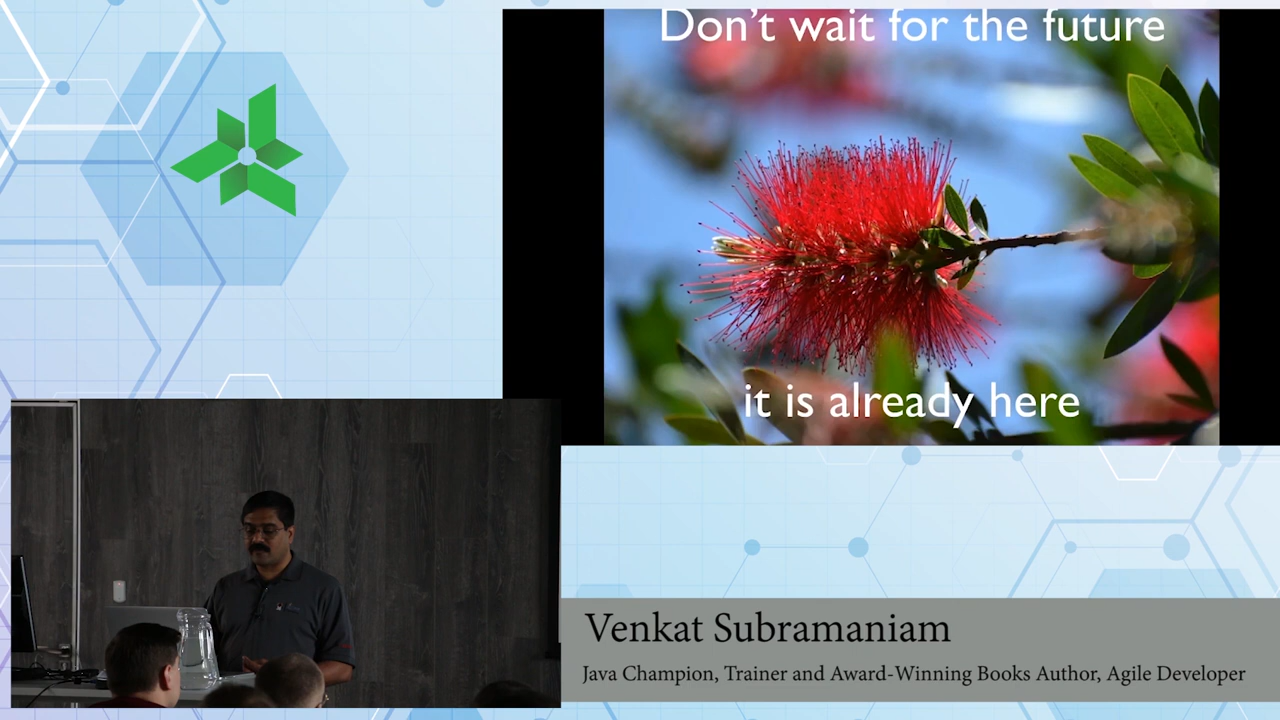 Don't wait for the future
it is already here
Venkat Subramaniam
Java Champion, Trainer and Award-Winning Books Author, Agile Developer